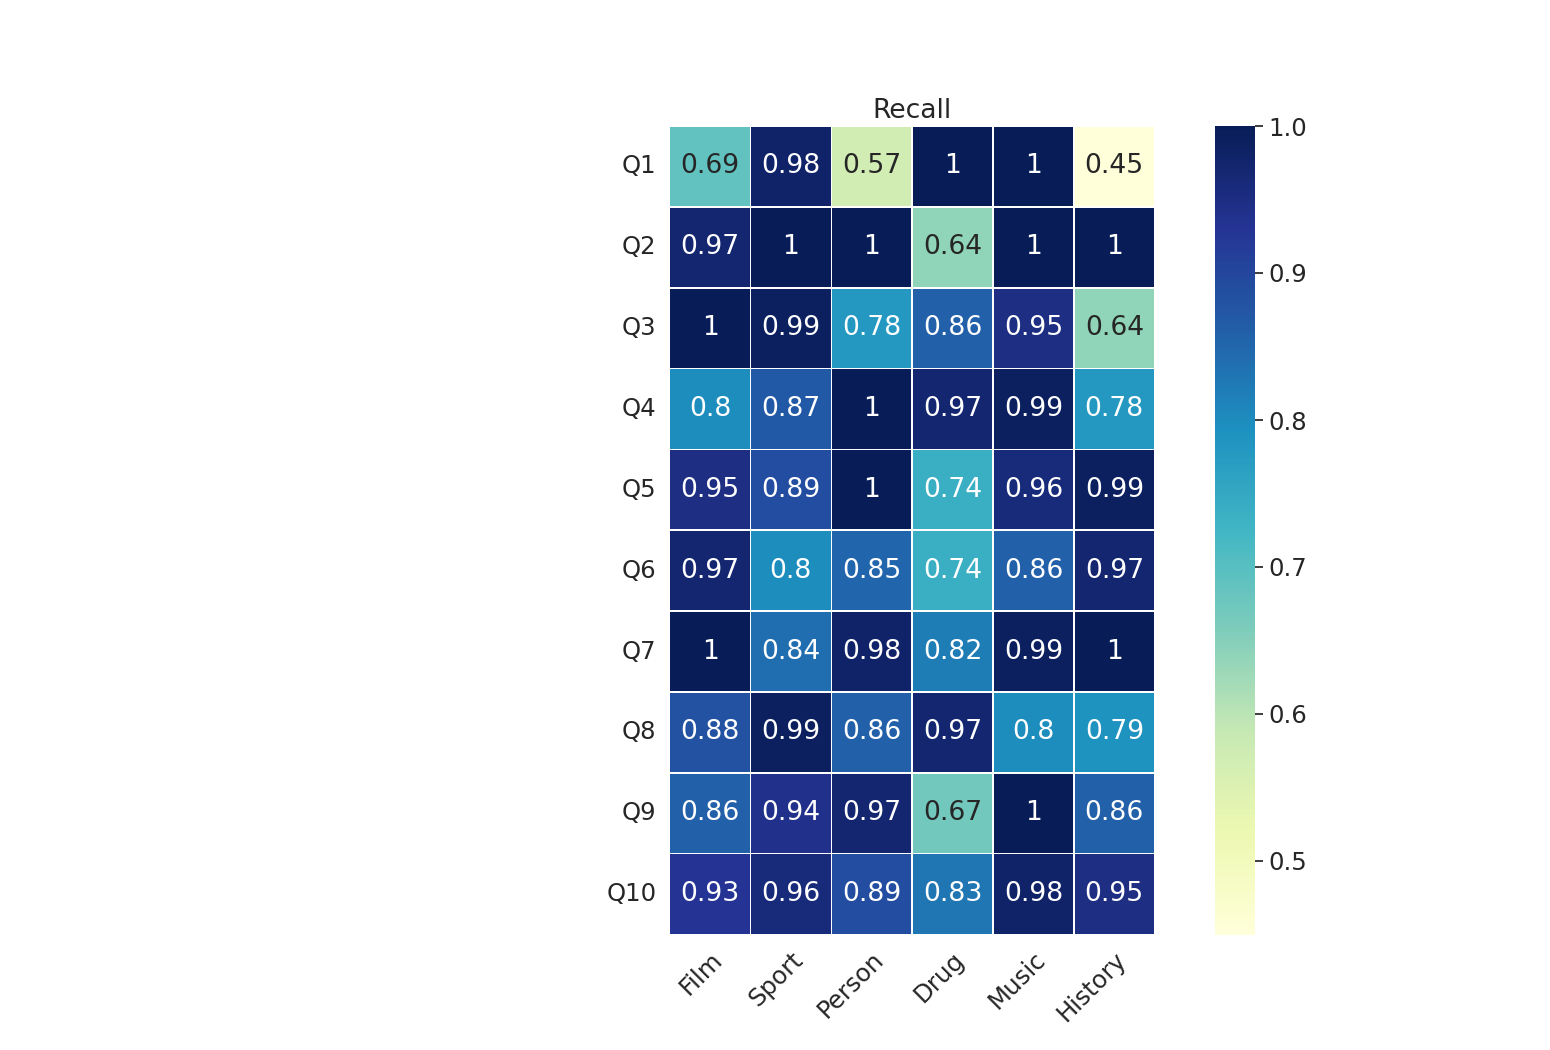 Recall
Q1 0.69 0.98 0.57 1 1 0.45
Q2 0.97 1 1 0.64 1 1
Q3 1 0.99 0.78 0.86 0.95 0.64
Q4 0.8 0.87 1 0.97 0.99 0.78
Q5 0.95 0.89 1 0.74 0.96 0.99
Q6 0.97 0.8 0.85 0.74 0.86 0.97
Q7 1 0.84 0.98 0.82 0.99 1
Q8 0.88 0.99 0.86 0.97 0.8 0.79
Q9 0.86 0.94 0.97 0.67 1 0.86
Q10 0.93 0.96 0.89 0.83 0.98 0.95
Film Sport Person Drug Music History
1.0
0.9
0.8
0.7
0.6
0.5